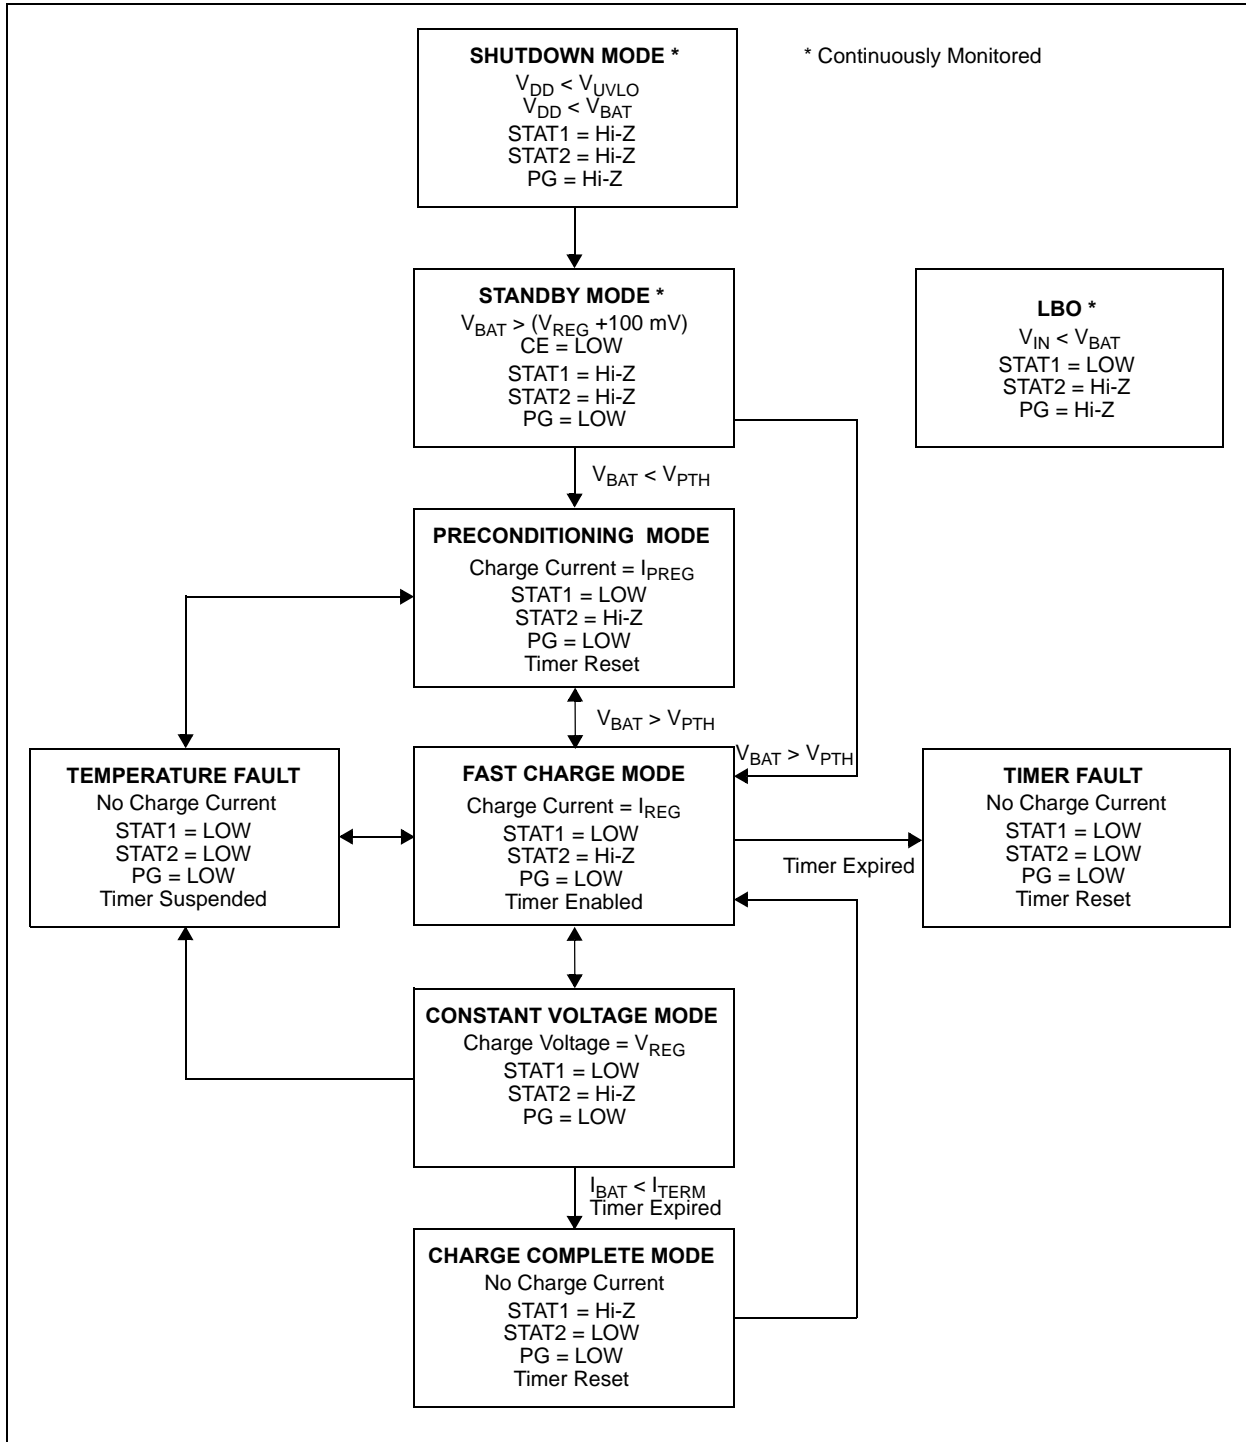 SHUTDOWN MODE *
V_DD < V_UVLO
V_DD < V_BAT
STAT1 = Hi-Z
STAT2 = Hi-Z
PG = Hi-Z
* Continuously Monitored
STANDBY MODE *
V_BAT > (V_REG +100 mV)
CE = LOW
STAT1 = Hi-Z
STAT2 = Hi-Z
PG = LOW
LBO *
V_IN < V_BAT
STAT1 = LOW
STAT2 = Hi-Z
PG = Hi-Z
V_BAT < V_PTH
PRECONDITIONING MODE
Charge Current = I_PREG
STAT1 = LOW
STAT2 = Hi-Z
PG = LOW
Timer Reset
V_BAT > V_PTH
V_BAT > V_PTH
TEMPERATURE FAULT
No Charge Current
STAT1 = LOW
STAT2 = LOW
PG = LOW
Timer Suspended
FAST CHARGE MODE
Charge Current = I_REG
STAT1 = LOW
STAT2 = Hi-Z
PG = LOW
Timer Enabled
Timer Expired
TIMER FAULT
No Charge Current
STAT1 = LOW
STAT2 = LOW
PG = LOW
Timer Reset
CONSTANT VOLTAGE MODE
Charge Voltage = V_REG
STAT1 = LOW
STAT2 = Hi-Z
PG = LOW
I_BAT < I_TERM
Timer Expired
CHARGE COMPLETE MODE
No Charge Current
STAT1 = Hi-Z
STAT2 = LOW
PG = LOW
Timer Reset